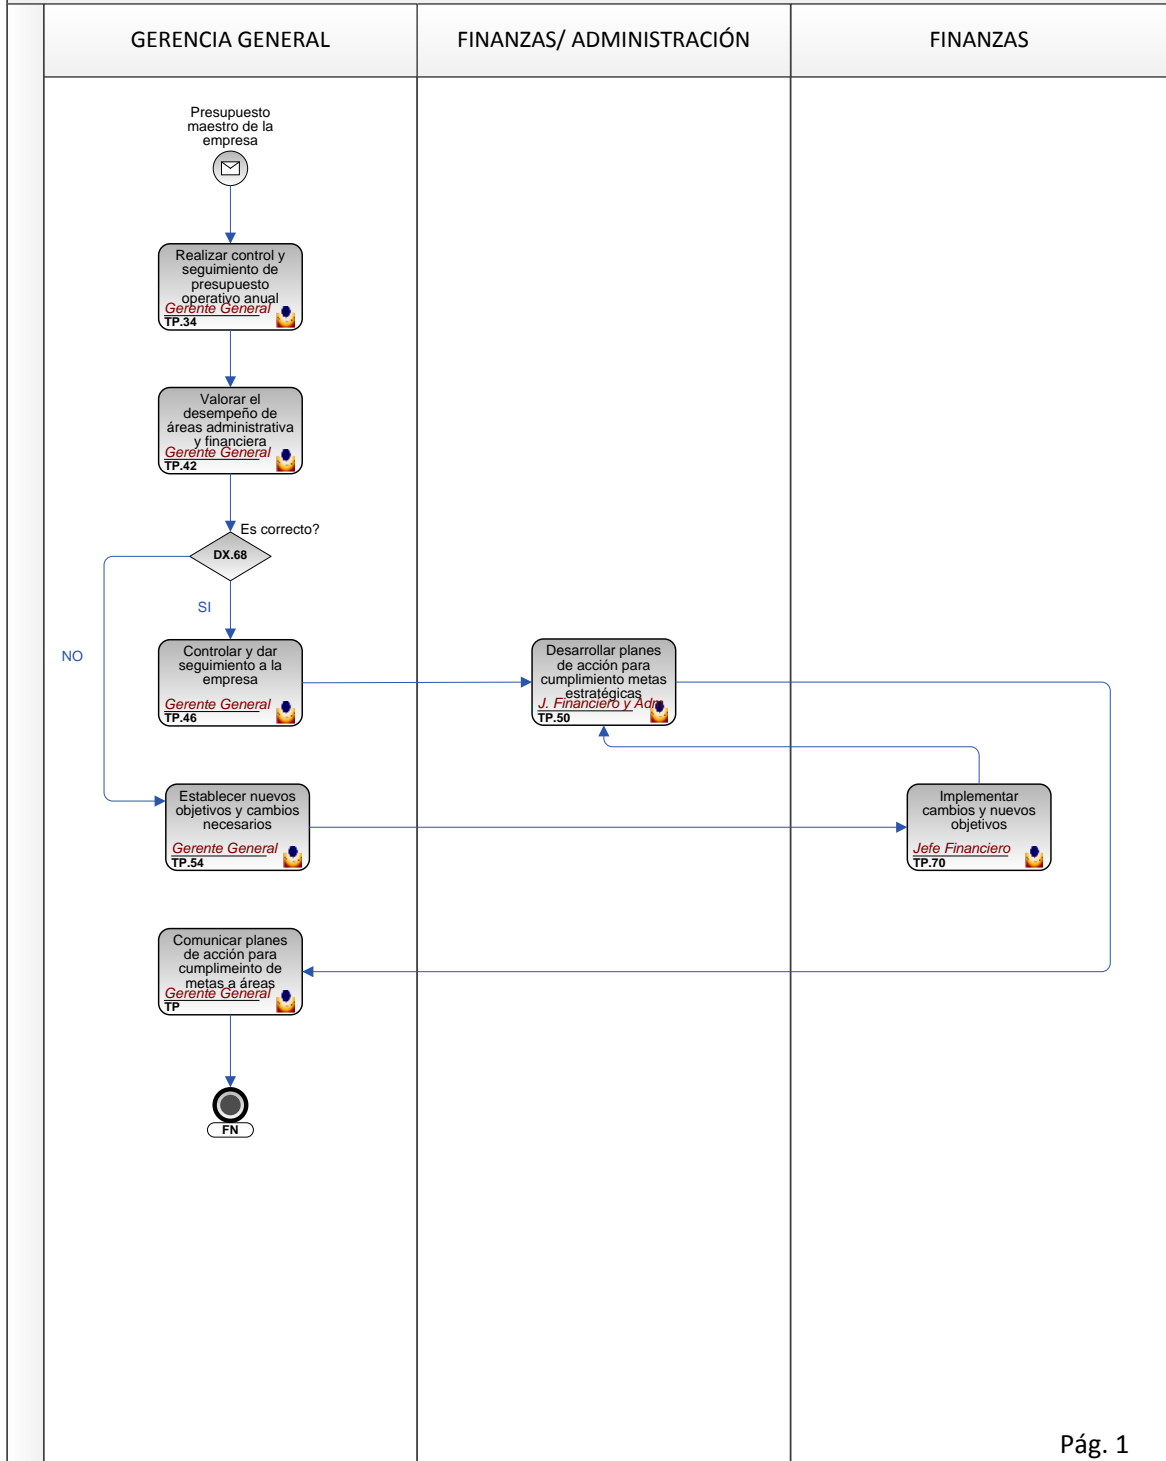 GERENCIA GENERAL
FINANZAS/ ADMINISTRACIÓN
FINANZAS
Presupuesto
maestro de la
empresa
Realizar control y
seguimiento de
presupuesto
operativo anual
Gerente General
TP.34
Valorar el
desempeño de
áreas administrativa
y financiera
Gerente General
TP.42
Es correcto?
DX.68
SI
NO
Controlar y dar
seguimiento a la
empresa
Gerente General
TP.46
Desarrollar planes
de acción para
cumplimiento metas
estratégicas
J. Financiero y Adm
TP.50
Establecer nuevos
objetivos y cambios
necesarios
Gerente General
TP.54
Implementar
cambios y nuevos
objetivos
Jefe Financiero
TP.70
Comunicar planes
de acción para
cumplimeinto de
metas a áreas
Gerente General
TP
FN
Pág. 1